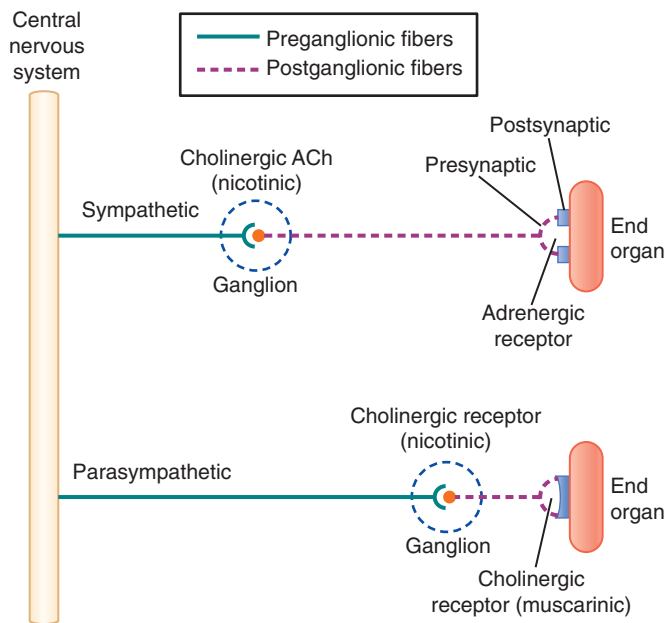 Central
nervous
system
Preganglionic fibers
Postganglionic fibers
Postsynaptic
Presynaptic
Cholinergic ACh
(nicotinic)
Sympathetic
Ganglion
End
organ
Adrenergic
receptor
Cholinergic receptor
(nicotinic)
Parasympathetic
Ganglion
End
organ
Cholinergic
receptor (muscarinic)